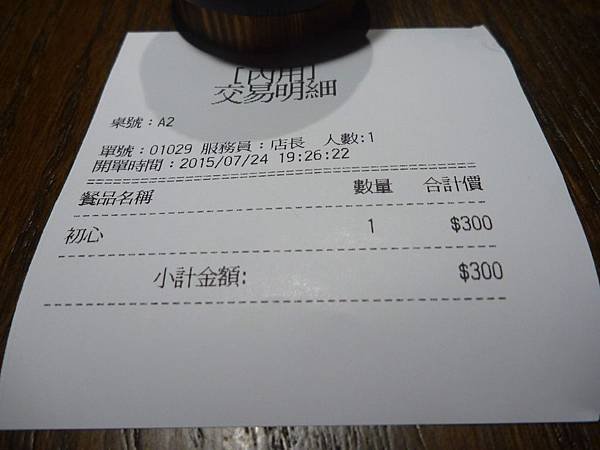 [內用]
交易明細
桌號：A2
單號：01029 服務員：店長 人數:1
開單時間：2015/07/24 19:26:22
餐品名稱 數量 合計價
初心 1 $300
小計金額: $300